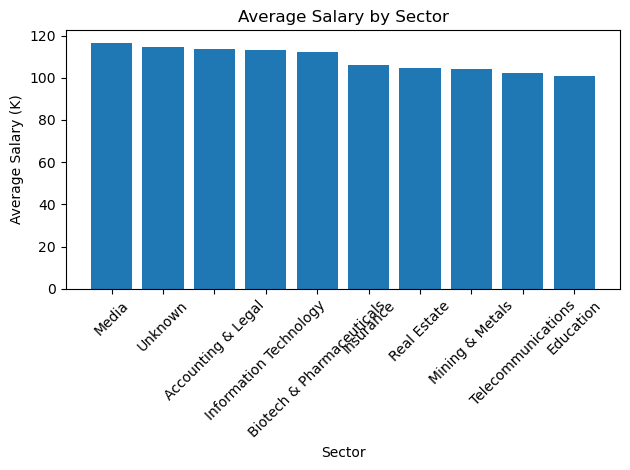 Average Salary by Sector
Average Salary (K)
120
100
80
60
40
20
0
Media
Unknown
Accounting & Legal
Information Technology
Biotech & Pharmaceuticals
Insurance
Real Estate
Mining & Metals
Telecommunications
Education
Sector